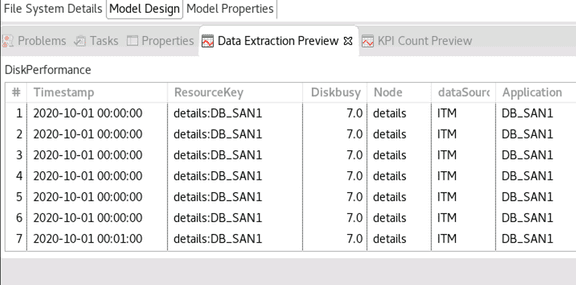 File System Details Model Design Model Properties
Problems Tasks Properties Data Extraction Preview KPI Count Preview
DiskPerformance
# Timestamp ResourceKey Diskbusy Node dataSourc Application
1 2020-10-01 00:00:00 details:DB_SAN1 7.0 details ITM DB_SAN1
2 2020-10-01 00:00:00 details:DB_SAN1 7.0 details ITM DB_SAN1
3 2020-10-01 00:00:00 details:DB_SAN1 7.0 details ITM DB_SAN1
4 2020-10-01 00:00:00 details:DB_SAN1 7.0 details ITM DB_SAN1
5 2020-10-01 00:00:00 details:DB_SAN1 7.0 details ITM DB_SAN1
6 2020-10-01 00:00:00 details:DB_SAN1 7.0 details ITM DB_SAN1
7 2020-10-01 00:01:00 details:DB_SAN1 7.0 details ITM DB_SAN1